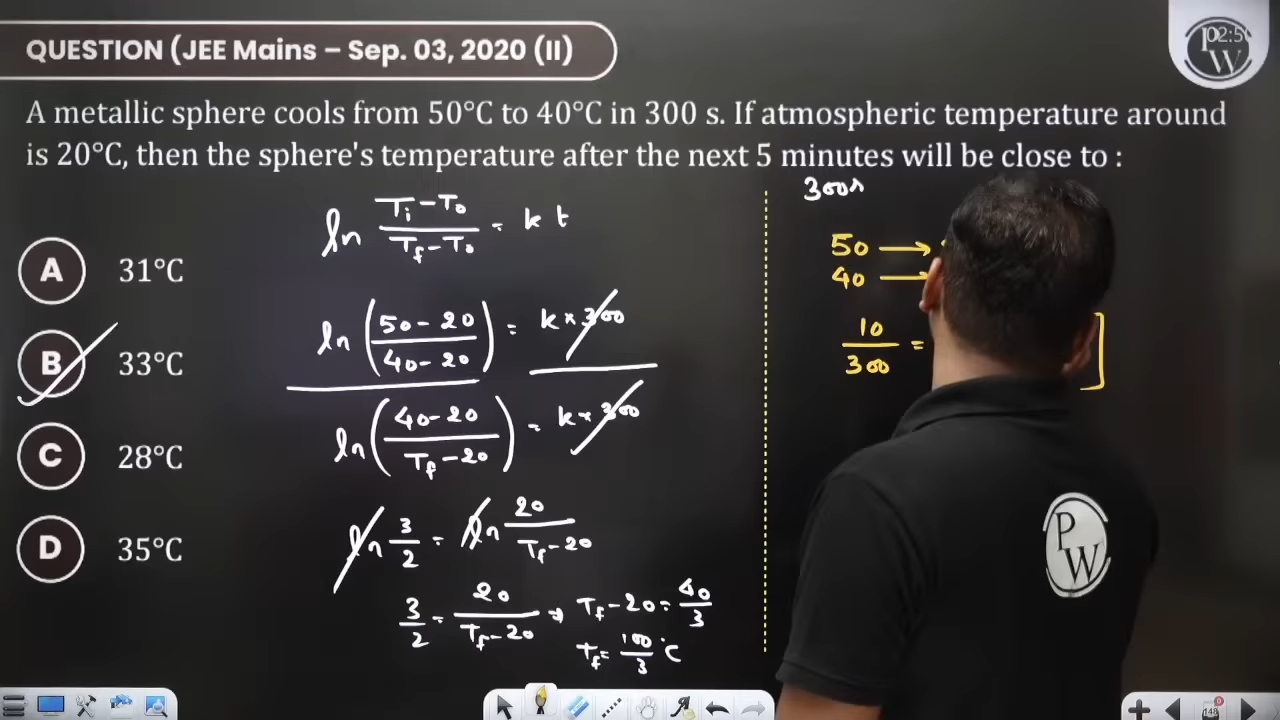 QUESTION (JEE Mains – Sep. 03, 2020 (II)
A metallic sphere cools from 50°C to 40°C in 300 s. If atmospheric temperature around
is 20°C, then the sphere's temperature after the next 5 minutes will be close to :
A 31°C
B 33°C
C 28°C
D 35°C
ln (Ti – To)/(Tf – To) = k t
ln ((50 – 20)/(40 – 20)) = k × 300
ln ((40 – 20)/(Tf – 20)) = k × 300
ln 3/2 = ln 20/(Tf – 20)
3/2 = 20/(Tf – 20) ⇒ Tf – 20 = 40/3
Tf = 100/3 °C
300s
50 →
40 →
10/300 =
]
PW
PW
148